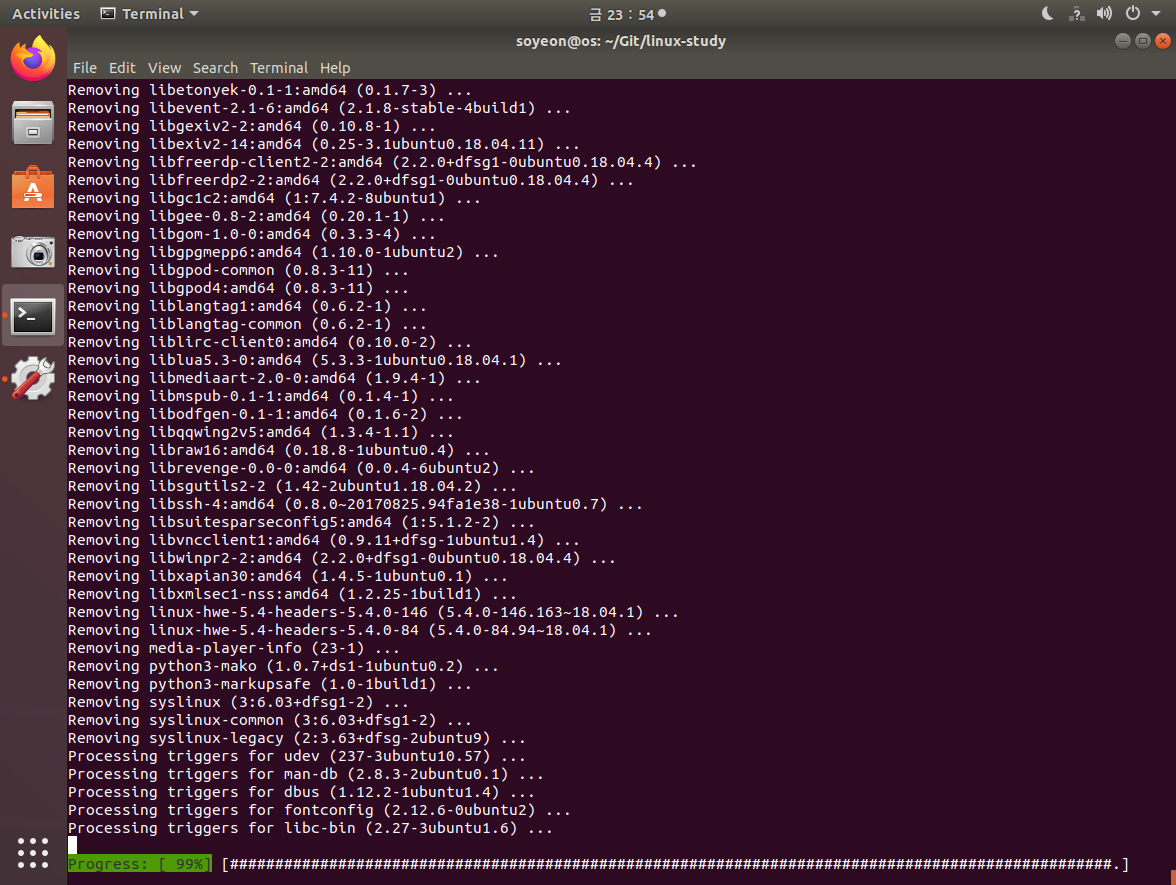 Activities
Terminal
금 23 : 54
soyeon@os: ~/Git/linux-study
File Edit View Search Terminal Help
Removing libetonyek-0.1-1:amd64 (0.1.7-3) ...
Removing libevent-2.1-6:amd64 (2.1.8-stable-4build1) ...
Removing libgexiv2-2:amd64 (0.10.8-1) ...
Removing libexiv2-14:amd64 (0.25-3.1ubuntu0.18.04.11) ...
Removing libfreerdp-client2-2:amd64 (2.2.0+dfsg1-0ubuntu0.18.04.4) ...
Removing libfreerdp2-2:amd64 (2.2.0+dfsg1-0ubuntu0.18.04.4) ...
Removing libgc1c2:amd64 (1:7.4.2-8ubuntu1) ...
Removing libgee-0.8-2:amd64 (0.20.1-1) ...
Removing libgom-1.0-0:amd64 (0.3.3-4) ...
Removing libgpgmepp6:amd64 (1.10.0-1ubuntu2) ...
Removing libgpod-common (0.8.3-11) ...
Removing libgpod4:amd64 (0.8.3-11) ...
Removing liblangtag1:amd64 (0.6.2-1) ...
Removing liblangtag-common (0.6.2-1) ...
Removing liblirc-client0:amd64 (0.10.0-2) ...
Removing liblua5.3-0:amd64 (5.3.3-1ubuntu0.18.04.1) ...
Removing libmediaart-2.0-0:amd64 (1.9.4-1) ...
Removing libmspub-0.1-1:amd64 (0.1.4-1) ...
Removing libodfgen-0.1-1:amd64 (0.1.6-2) ...
Removing libqqwing2v5:amd64 (1.3.4-1.1) ...
Removing libraw16:amd64 (0.18.8-1ubuntu0.4) ...
Removing librevenge-0.0-0:amd64 (0.0.4-6ubuntu2) ...
Removing libsgutils2-2 (1.42-2ubuntu1.18.04.2) ...
Removing libssh-4:amd64 (0.8.0~20170825.94fa1e38-1ubuntu0.7) ...
Removing libsuitesparseconfig5:amd64 (1:5.1.2-2) ...
Removing libvncclient1:amd64 (0.9.11+dfsg-1ubuntu1.4) ...
Removing libwinpr2-2:amd64 (2.2.0+dfsg1-0ubuntu0.18.04.4) ...
Removing libxapian30:amd64 (1.4.5-1ubuntu0.1) ...
Removing libxmlsec1-nss:amd64 (1.2.25-1build1) ...
Removing linux-hwe-5.4-headers-5.4.0-146 (5.4.0-146.163~18.04.1) ...
Removing linux-hwe-5.4-headers-5.4.0-84 (5.4.0-84.94~18.04.1) ...
Removing media-player-info (23-1) ...
Removing python3-mako (1.0.7+ds1-1ubuntu0.2) ...
Removing python3-markupsafe (1.0-1build1) ...
Removing syslinux (3:6.03+dfsg1-2) ...
Removing syslinux-common (3:6.03+dfsg1-2) ...
Removing syslinux-legacy (2:3.63+dfsg-2ubuntu9) ...
Processing triggers for udev (237-3ubuntu10.57) ...
Processing triggers for man-db (2.8.3-2ubuntu0.1) ...
Processing triggers for dbus (1.12.2-1ubuntu1.4) ...
Processing triggers for fontconfig (2.12.6-0ubuntu2) ...
Processing triggers for libc-bin (2.27-3ubuntu1.6) ...
Progress: [ 99%] [##################################################################################################.]